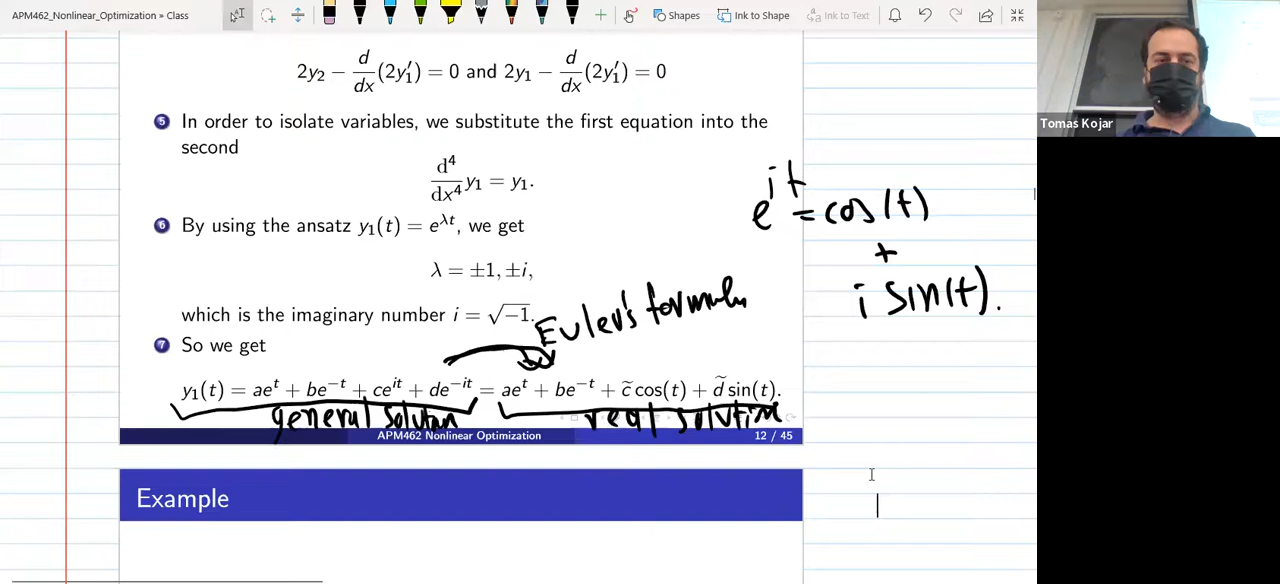 APM462_Nonlinear_Optimization » Class
Shapes
Ink to Shape
Ink to Text
2y₂ − d/dx (2y₁′) = 0 and 2y₁ − d/dx (2y₁′) = 0
5 In order to isolate variables, we substitute the first equation into the
second
d⁴/dx⁴ y₁ = y₁.
6 By using the ansatz y₁(t) = e^{λt}, we get
λ = ±1, ±i,
which is the imaginary number i = √−1.
7 So we get
y₁(t) = ae^t + be^{−t} + ce^{it} + de^{−it} = ae^t + be^{−t} + c̃ cos(t) + d̃ sin(t).
general solution
real solution
Euler's formula
e^{it} = cos(t)
+
i sin(t).
APM462 Nonlinear Optimization
12 / 45
Example
Tomas Kojar